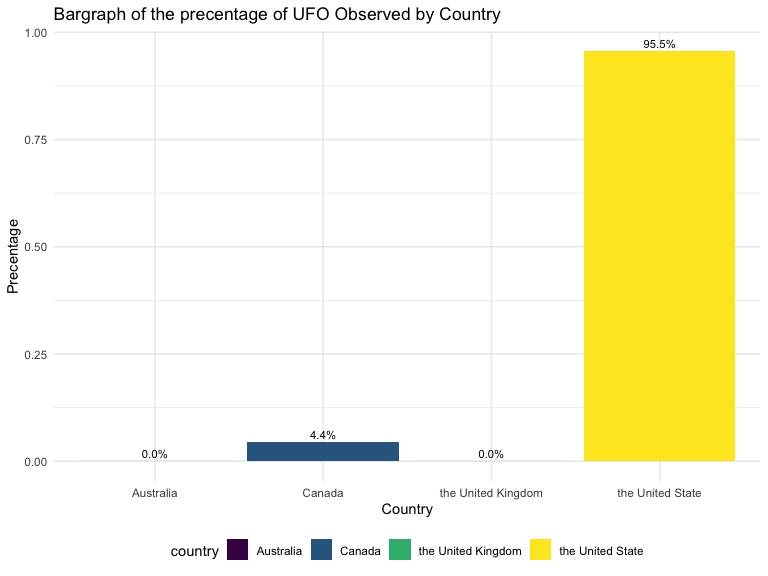 Bargraph of the precentage of UFO Observed by Country
1.00
95.5%
0.75
Precentage
0.50
0.25
4.4%
0.0%
0.0%
0.00
Australia
Canada
the United Kingdom
the United State
Country
country
Australia
Canada
the United Kingdom
the United State